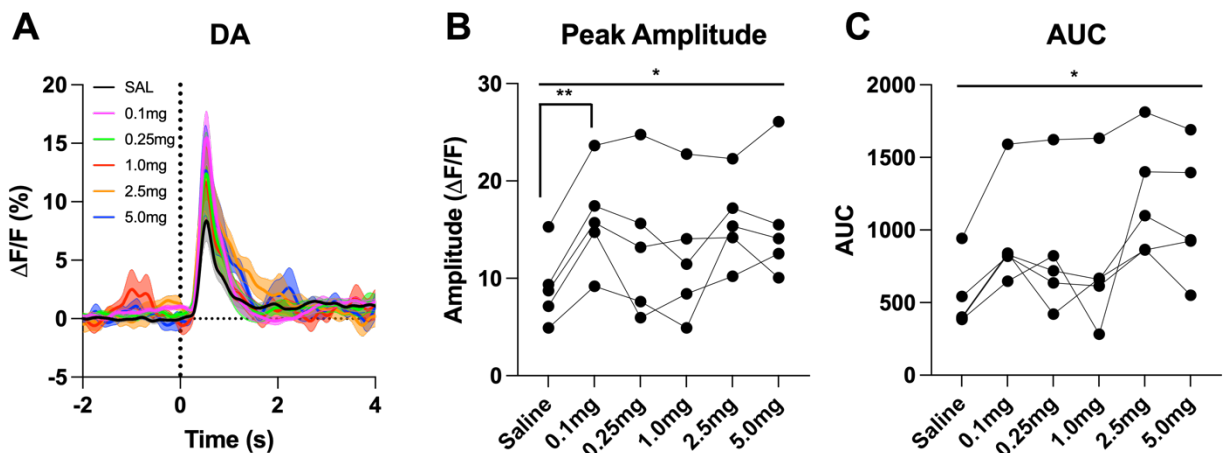 A
DA
ΔF/F (%)
20
15
10
5
0
-5
SAL
0.1mg
0.25mg
1.0mg
2.5mg
5.0mg
-2
0
2
4
Time (s)
B
Peak Amplitude
Amplitude (ΔF/F)
30
20
10
0
*
**
Saline
0.1mg
0.25mg
1.0mg
2.5mg
5.0mg
C
AUC
AUC
2000
1500
1000
500
0
*
Saline
0.1mg
0.25mg
1.0mg
2.5mg
5.0mg